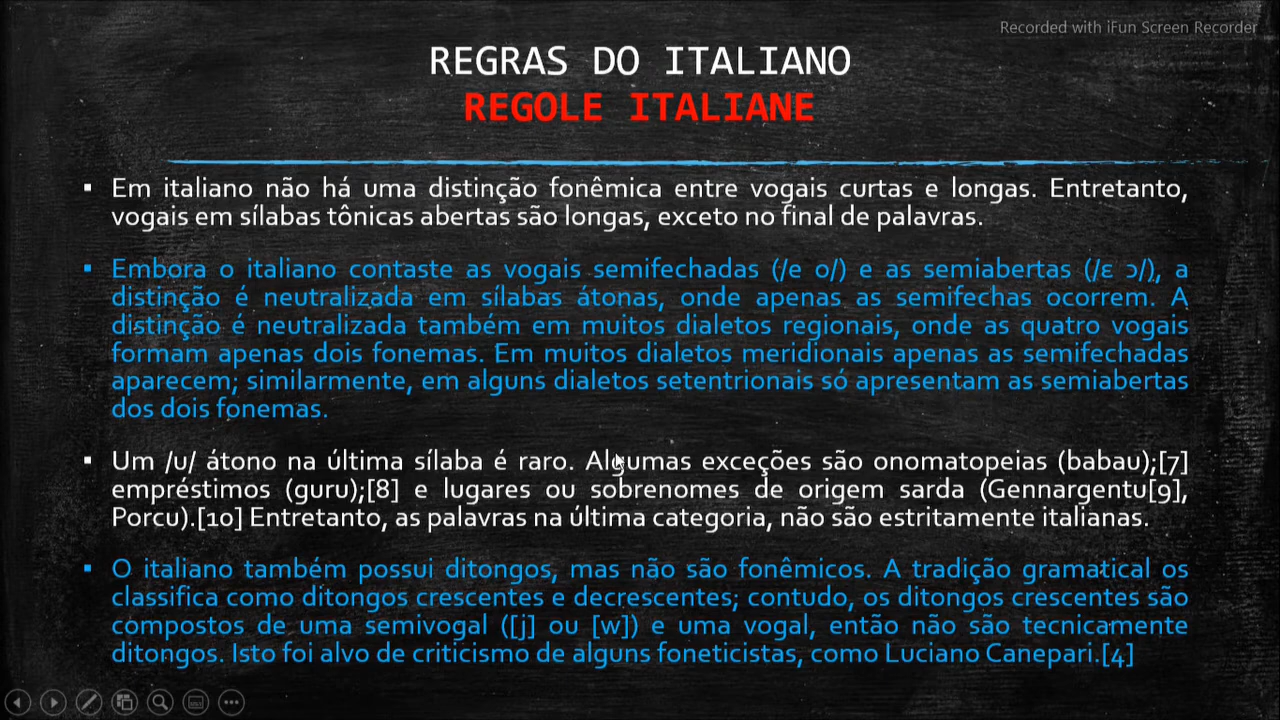 Recorded with iFun Screen Recorder
REGRAS DO ITALIANO
REGOLE ITALIANE
▪ Em italiano não há uma distinção fonêmica entre vogais curtas e longas. Entretanto,
vogais em sílabas tônicas abertas são longas, exceto no final de palavras.
▪ Embora o italiano contaste as vogais semifechadas (/e o/) e as semiabertas (/ɛ ɔ/), a
distinção é neutralizada em sílabas átonas, onde apenas as semifechas ocorrem. A
distinção é neutralizada também em muitos dialetos regionais, onde as quatro vogais
formam apenas dois fonemas. Em muitos dialetos meridionais apenas as semifechadas
aparecem; similarmente, em alguns dialetos setentrionais só apresentam as semiabertas
dos dois fonemas.
▪ Um /u/ átono na última sílaba é raro. Algumas exceções são onomatopeias (babau);[7]
empréstimos (guru);[8] e lugares ou sobrenomes de origem sarda (Gennargentu[9],
Porcu).[10] Entretanto, as palavras na última categoria, não são estritamente italianas.
▪ O italiano também possui ditongos, mas não são fonêmicos. A tradição gramatical os
classifica como ditongos crescentes e decrescentes; contudo, os ditongos crescentes são
compostos de uma semivogal ([j] ou [w]) e uma vogal, então não são tecnicamente
ditongos. Isto foi alvo de criticismo de alguns foneticistas, como Luciano Canepari.[4]